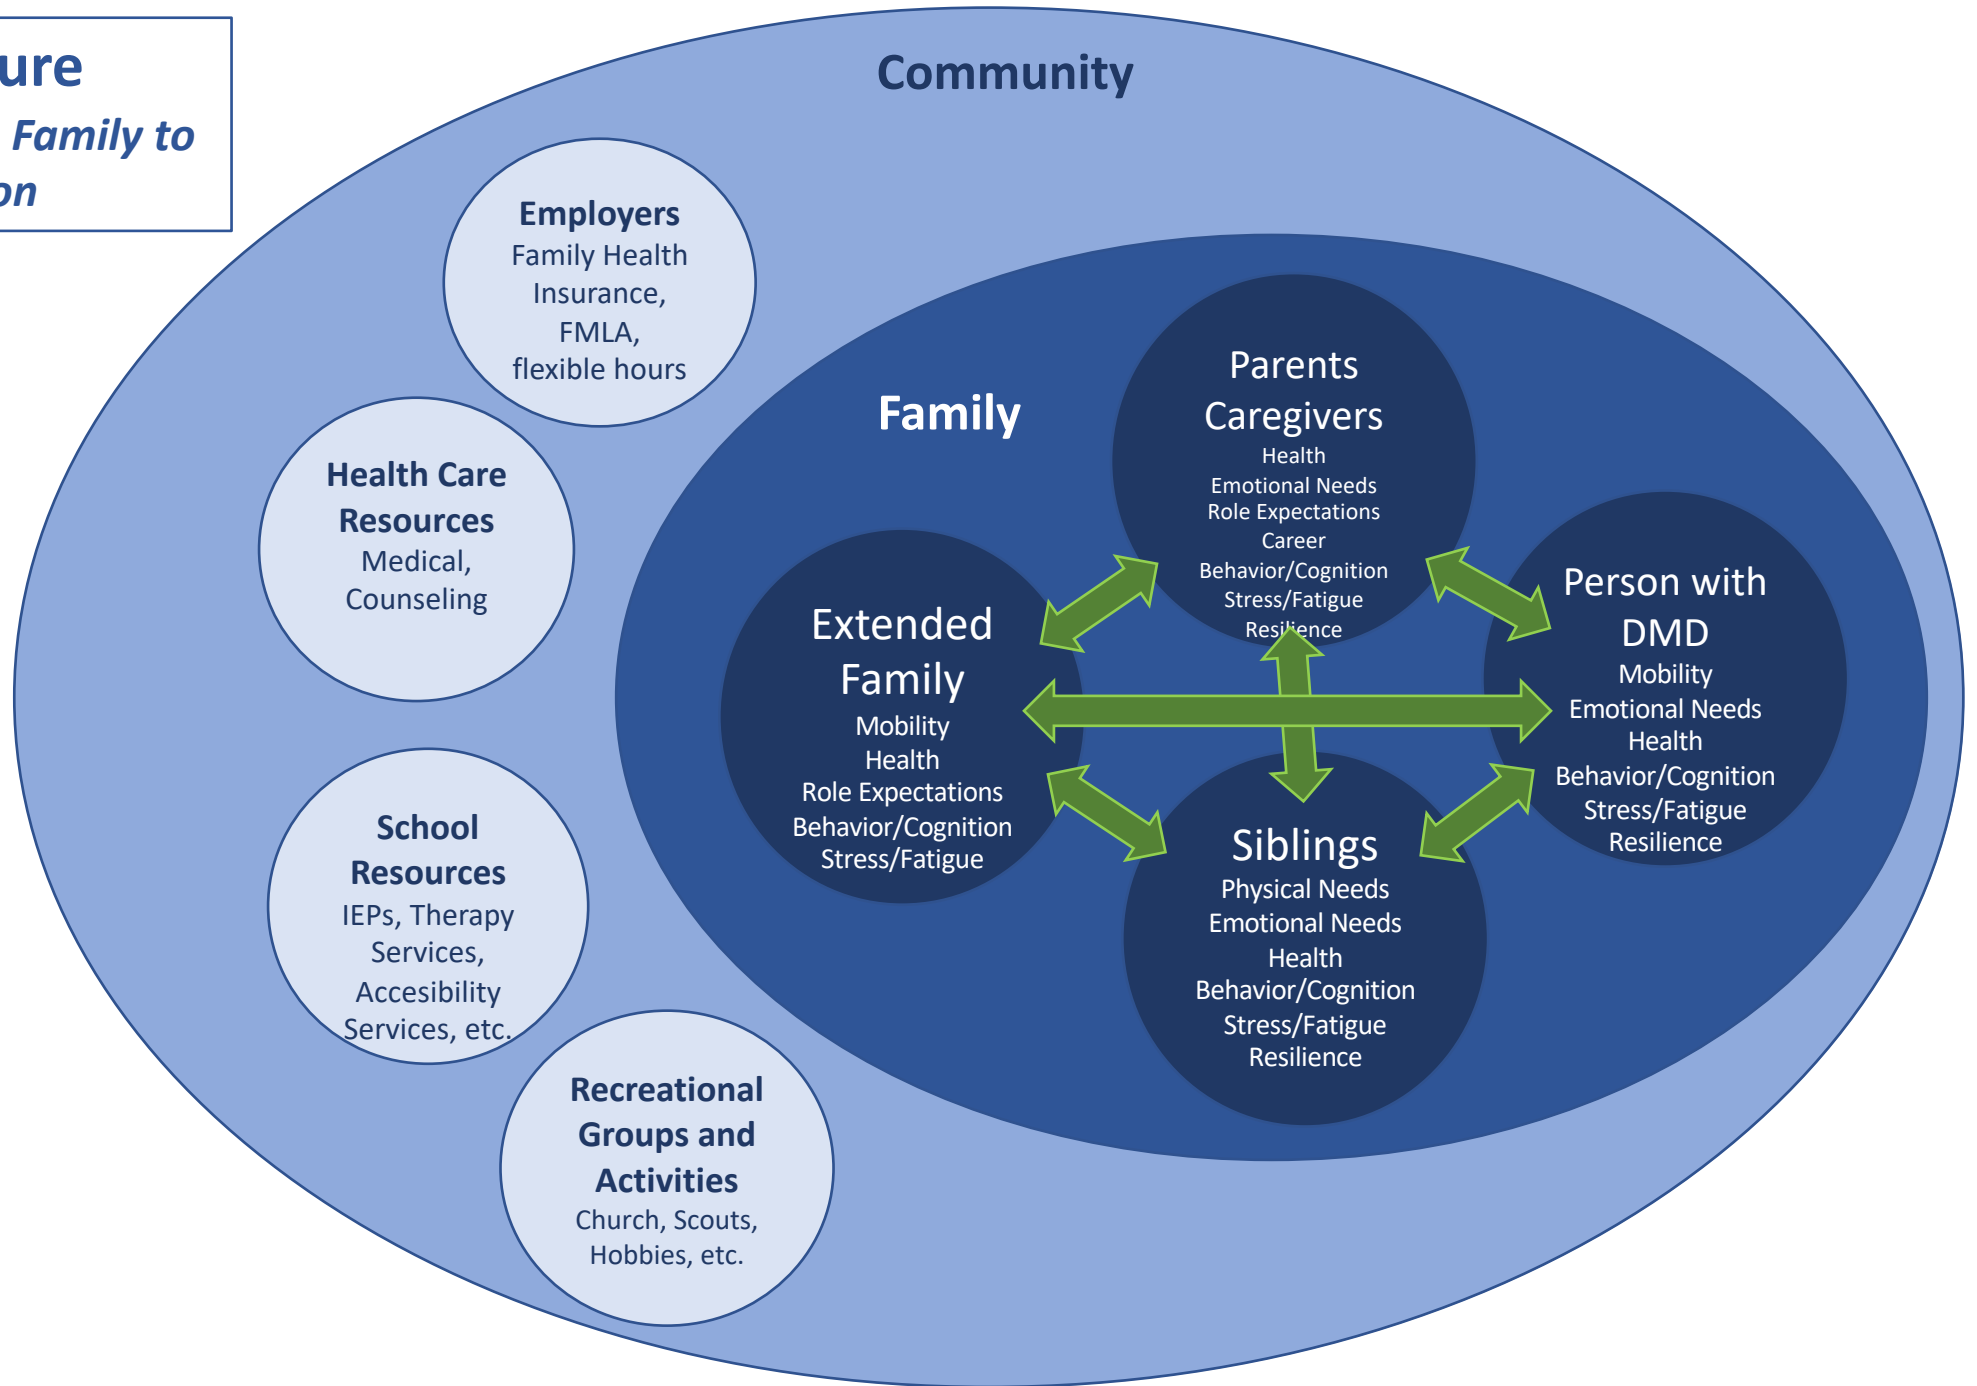 ure
Family to
on
Community
Employers
Family Health
Insurance,
FMLA,
flexible hours
Health Care
Resources
Medical,
Counseling
School
Resources
IEPs, Therapy
Services,
Accesibility
Services, etc.
Recreational
Groups and
Activities
Church, Scouts,
Hobbies, etc.
Family
Parents
Caregivers
Health
Emotional Needs
Role Expectations
Career
Behavior/Cognition
Stress/Fatigue
Resilience
Extended
Family
Mobility
Health
Role Expectations
Behavior/Cognition
Stress/Fatigue
Person with
DMD
Mobility
Emotional Needs
Health
Behavior/Cognition
Stress/Fatigue
Resilience
Siblings
Physical Needs
Emotional Needs
Health
Behavior/Cognition
Stress/Fatigue
Resilience